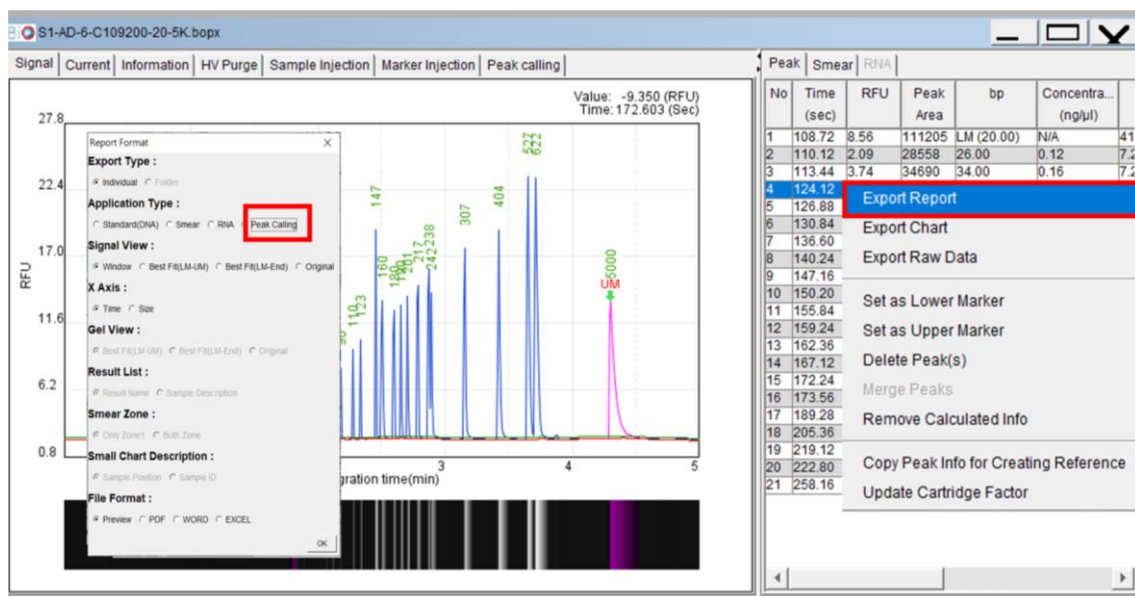 BiO S1-AD-6-C109200-20-5K.bopx
Signal Current Information HV Purge Sample Injection Marker Injection Peak calling
Value: -9.350 (RFU)
Time: 172.603 (Sec)
27.8
22.4
17.0
11.6
6.2
0.8
RFU
110
123
147
160
180
201
217
242
238
307
404
527
622
5000
UM
3 4 5
gration time(min)
Report Format X
Export Type :
Individual Folder
Application Type :
Standard(DNA) Smear RNA Peak Calling
Signal View :
Window Best Fit(LM-UM) Best Fit(LM-End) Original
X Axis :
Time Size
Gel View :
Best Fit(LM-UM) Best Fit(LM-End) Original
Result List :
Result Name Sample Description
Smear Zone :
Only Zone1 Both Zone
Small Chart Description :
Sample Position Sample ID
File Format :
Preview PDF WORD EXCEL
OK
Peak Smear RNA
No Time (sec) RFU Peak Area bp Concentra... (ng/µl)
1 108.72 8.56 111205 LM (20.00) N/A 41
2 110.12 2.09 28558 26.00 0.12 7.2
3 113.44 3.74 34690 34.00 0.16 7.2
4 124.12
5 126.88
6 130.84
7 136.60
8 140.24
9 147.16
10 150.20
11 155.84
12 159.24
13 162.36
14 167.12
15 172.24
16 173.56
17 189.28
18 205.36
19 219.12
20 222.80
21 258.16
Export Report
Export Chart
Export Raw Data
Set as Lower Marker
Set as Upper Marker
Delete Peak(s)
Merge Peaks
Remove Calculated Info
Copy Peak Info for Creating Reference
Update Cartridge Factor